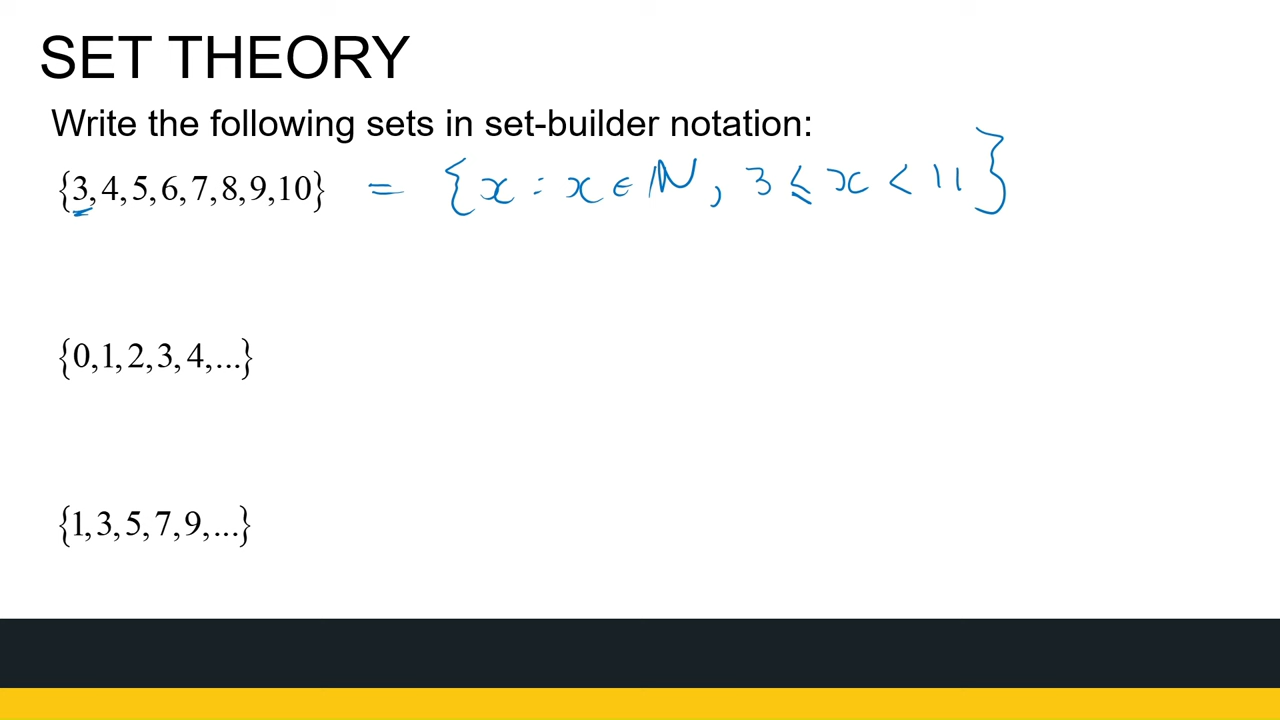 SET THEORY
Write the following sets in set-builder notation:
{3,4,5,6,7,8,9,10} = {x : x ∈ ℕ, 3 ≤ x < 11}
{0,1,2,3,4,...}
{1,3,5,7,9,...}